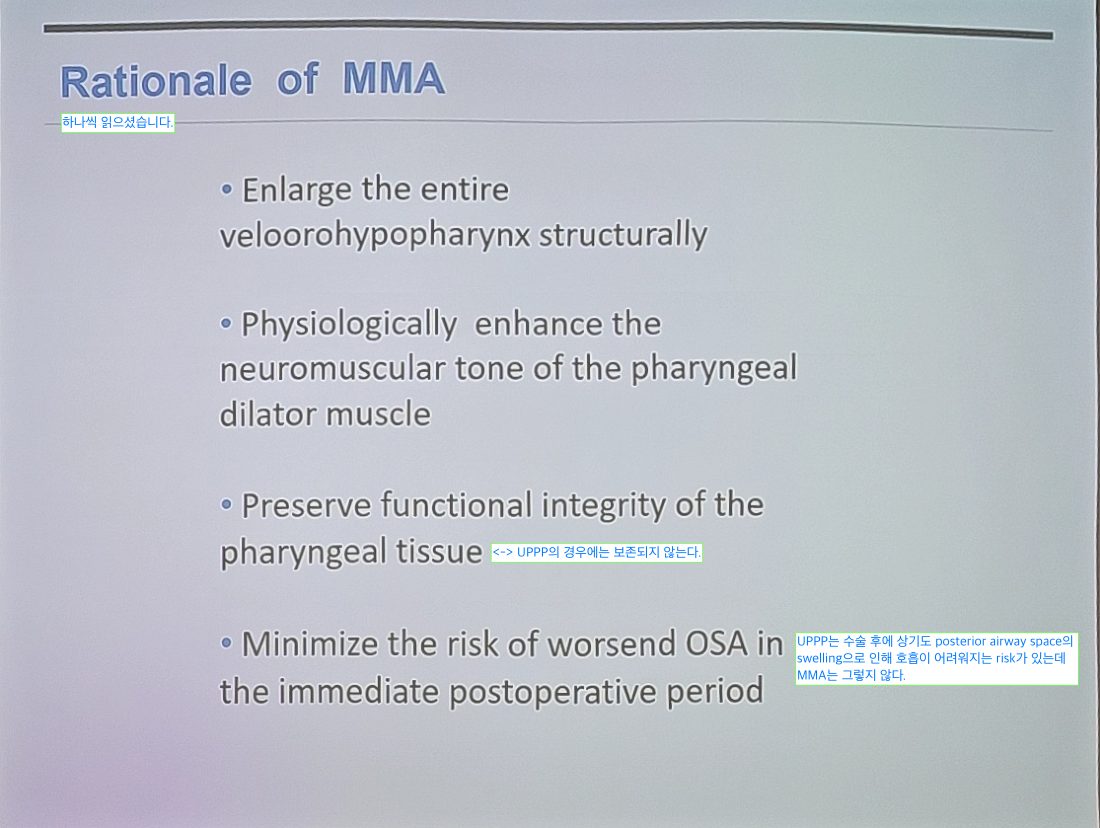 Rationale of MMA
하나씩 읽으셨습니다.
• Enlarge the entire
veloorohypopharynx structurally
• Physiologically enhance the
neuromuscular tone of the pharyngeal
dilator muscle
• Preserve functional integrity of the
pharyngeal tissue <-> UPPP의 경우에는 보존되지 않는다.
• Minimize the risk of worsend OSA in
the immediate postoperative period
UPPP는 수술 후에 상기도 posterior airway space의
swelling으로 인해 호흡이 어려워지는 risk가 있는데
MMA는 그렇지 않다.